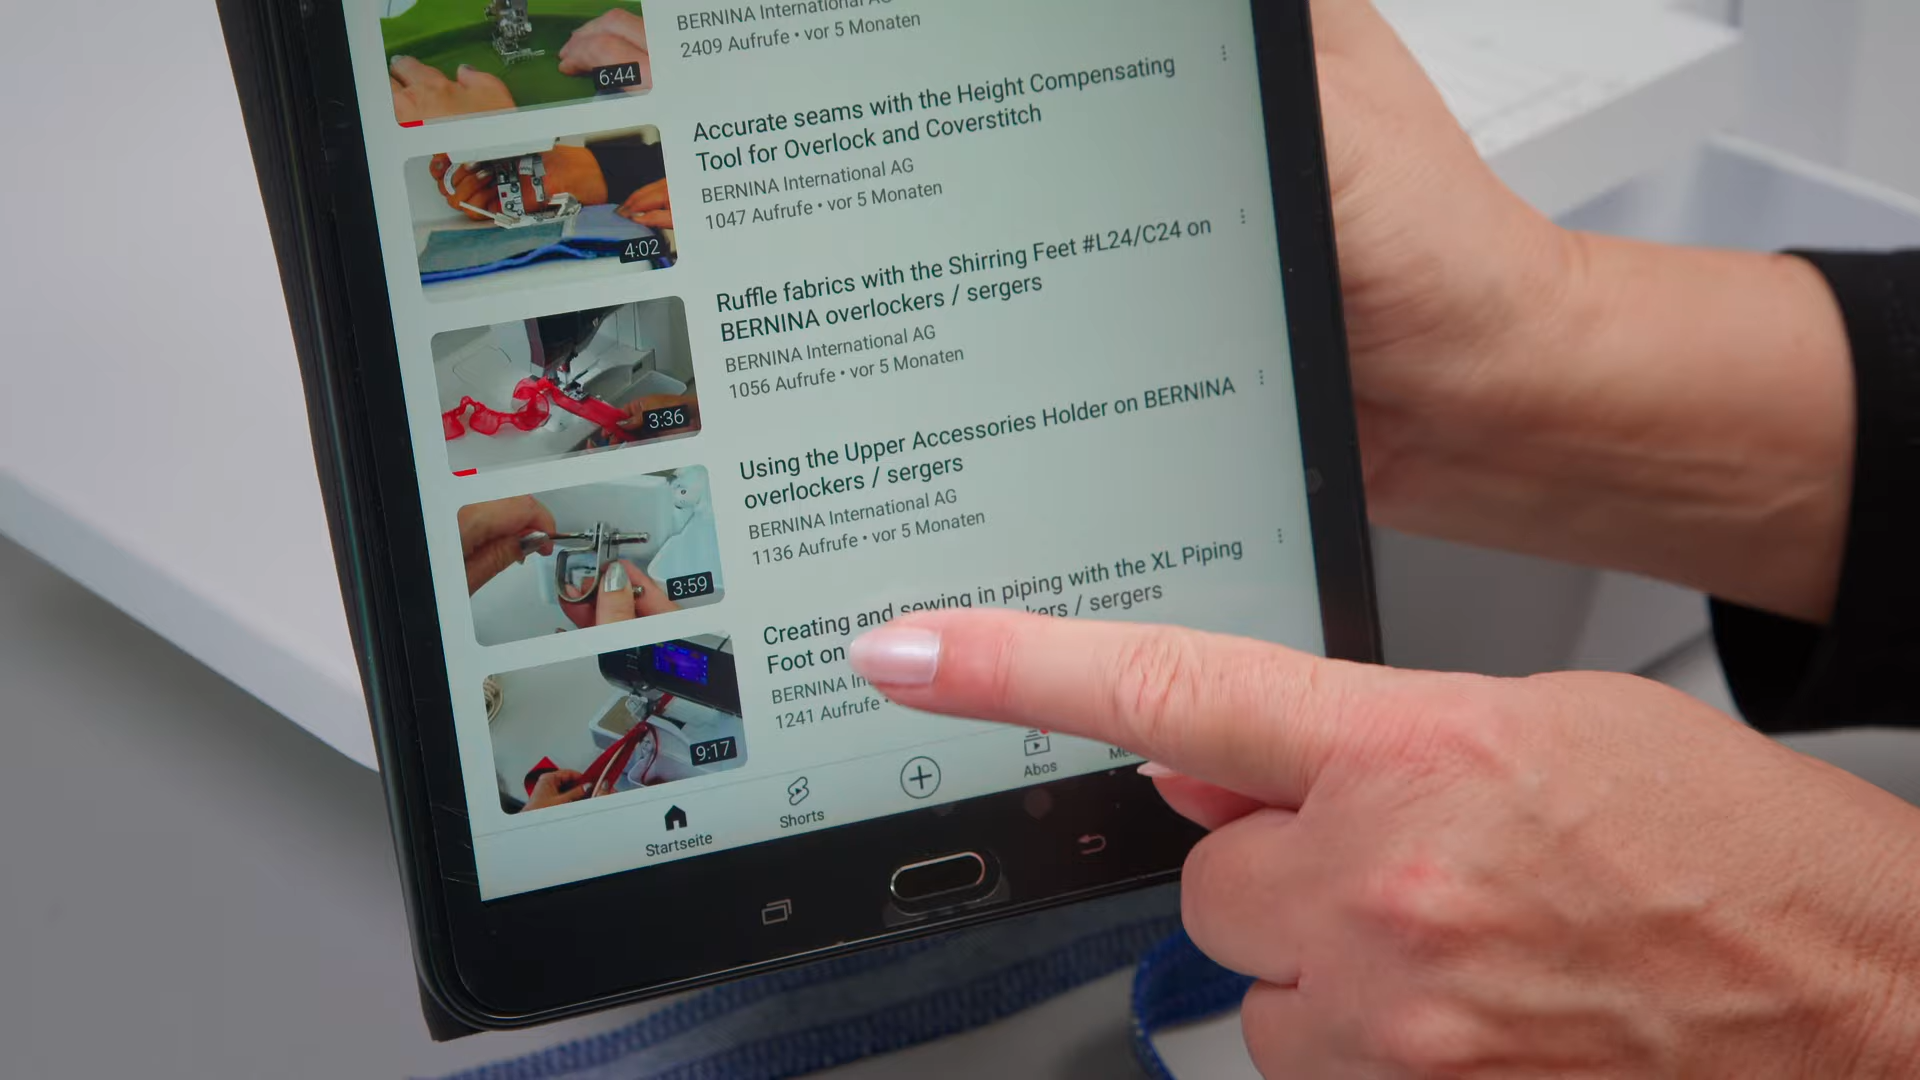 BERNINA International AG
2409 Aufrufe • vor 5 Monaten
6:44
Accurate seams with the Height Compensating
Tool for Overlock and Coverstitch
BERNINA International AG
1047 Aufrufe • vor 5 Monaten
4:02
Ruffle fabrics with the Shirring Feet #L24/C24 on
BERNINA overlockers / sergers
BERNINA International AG
1056 Aufrufe • vor 5 Monaten
3:36
Using the Upper Accessories Holder on BERNINA
overlockers / sergers
BERNINA International AG
1136 Aufrufe • vor 5 Monaten
3:59
Creating and sewing in piping with the XL Piping
Foot on kers / sergers
BERNINA In
1241 Aufrufe •
9:17
Startseite
Shorts
Abos